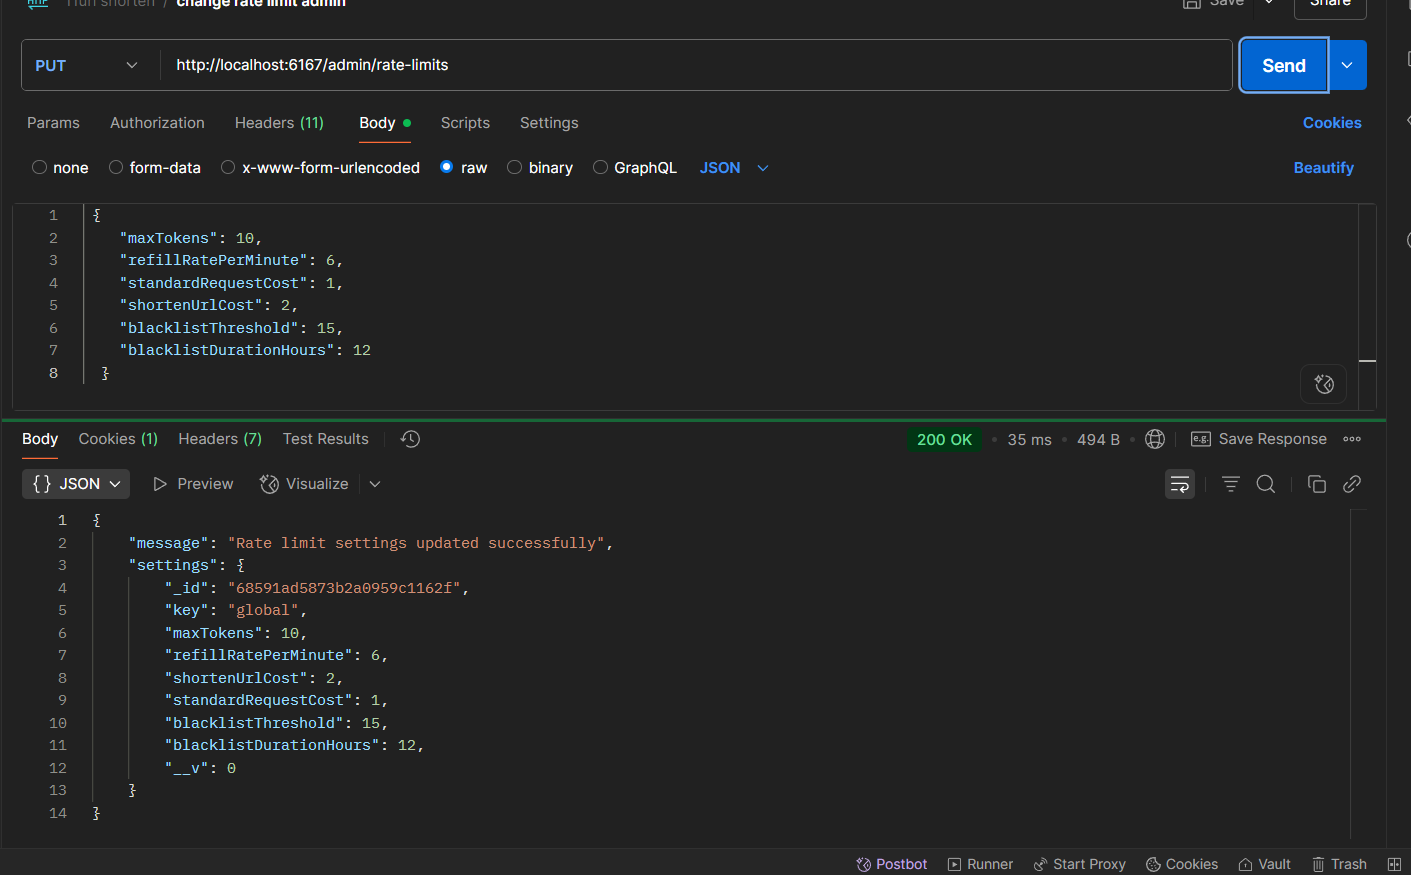 / change rate limit admin
Save
Share
PUT
http://localhost:6167/admin/rate-limits
Send
Params Authorization Headers (11) Body Scripts Settings Cookies
none form-data x-www-form-urlencoded raw binary GraphQL JSON Beautify
1 {
2 "maxTokens": 10,
3 "refillRatePerMinute": 6,
4 "standardRequestCost": 1,
5 "shortenUrlCost": 2,
6 "blacklistThreshold": 15,
7 "blacklistDurationHours": 12
8 }
Body Cookies (1) Headers (7) Test Results 200 OK • 35 ms • 494 B • e.g. Save Response
{} JSON Preview Visualize
1 {
2 "message": "Rate limit settings updated successfully",
3 "settings": {
4 "_id": "68591ad5873b2a0959c1162f",
5 "key": "global",
6 "maxTokens": 10,
7 "refillRatePerMinute": 6,
8 "shortenUrlCost": 2,
9 "standardRequestCost": 1,
10 "blacklistThreshold": 15,
11 "blacklistDurationHours": 12,
12 "__v": 0
13 }
14 }
Postbot Runner Start Proxy Cookies Vault Trash